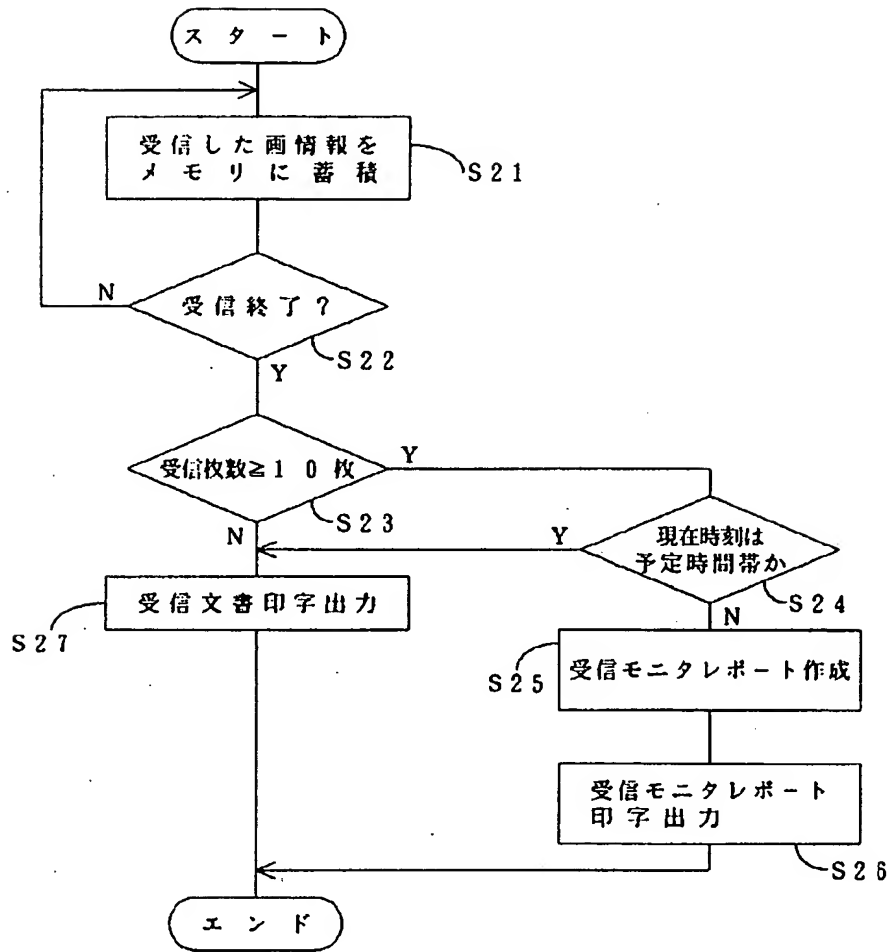 スタート
受信した画情報を
メモリに蓄積
S21
N
受信終了？
S22
Y
受信枚数≧10枚
Y
S23
N
Y
現在時刻は
予定時間帯か
S24
N
受信文書印字出力
S27
S25
受信モニタレポート作成
受信モニタレポート
印字出力
S26
エンド